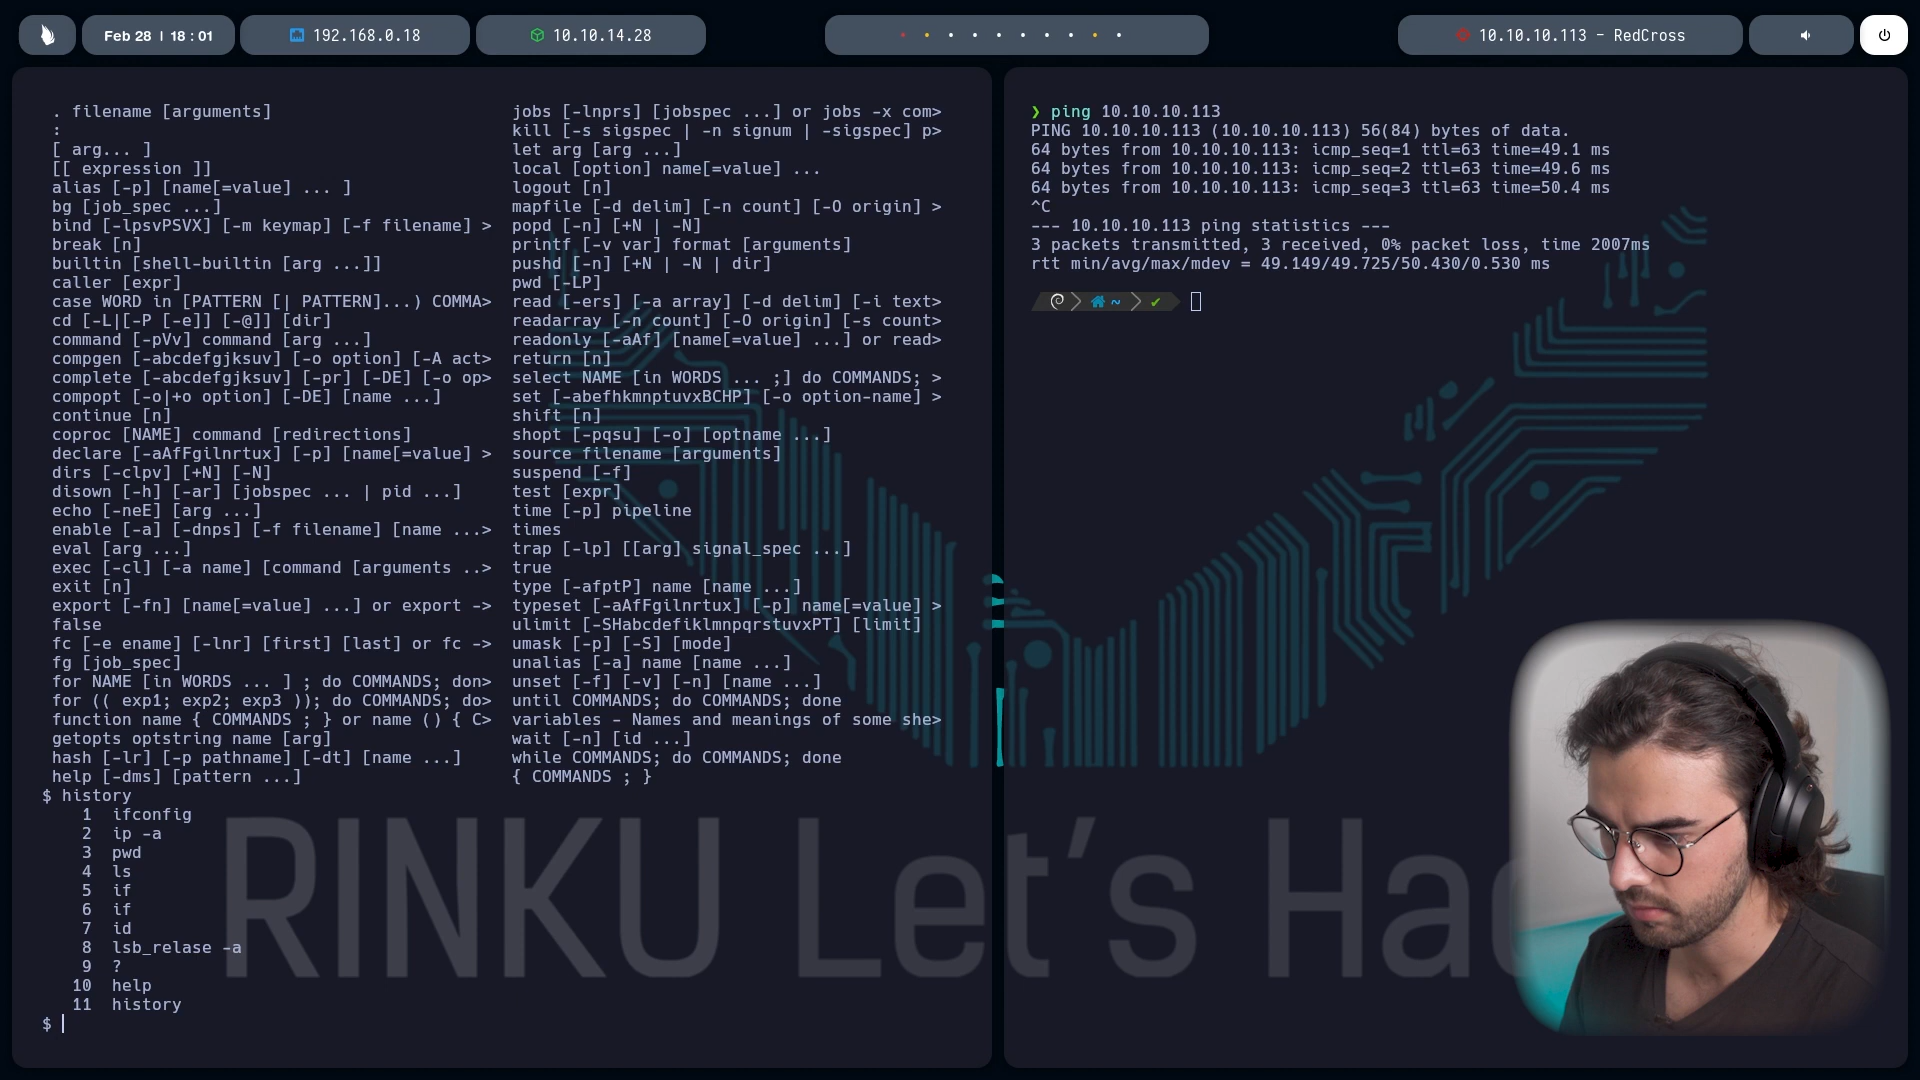 Feb 28 | 18 : 01
192.168.0.18
10.10.14.28
10.10.10.113 - RedCross
. filename [arguments]
:
[ arg... ]
[[ expression ]]
alias [-p] [name[=value] ... ]
bg [job_spec ...]
bind [-lpsvPSVX] [-m keymap] [-f filename] >
break [n]
builtin [shell-builtin [arg ...]]
caller [expr]
case WORD in [PATTERN [| PATTERN]...) COMMA>
cd [-L|[-P [-e]] [-@]] [dir]
command [-pVv] command [arg ...]
compgen [-abcdefgjksuv] [-o option] [-A act>
complete [-abcdefgjksuv] [-pr] [-DE] [-o op>
compopt [-o|+o option] [-DE] [name ...]
continue [n]
coproc [NAME] command [redirections]
declare [-aAfFgilnrtux] [-p] [name[=value] >
dirs [-clpv] [+N] [-N]
disown [-h] [-ar] [jobspec ... | pid ...]
echo [-neE] [arg ...]
enable [-a] [-dnps] [-f filename] [name ...>
eval [arg ...]
exec [-cl] [-a name] [command [arguments ..>
exit [n]
export [-fn] [name[=value] ...] or export ->
false
fc [-e ename] [-lnr] [first] [last] or fc ->
fg [job_spec]
for NAME [in WORDS ... ] ; do COMMANDS; don>
for (( exp1; exp2; exp3 )); do COMMANDS; do>
function name { COMMANDS ; } or name () { C>
getopts optstring name [arg]
hash [-lr] [-p pathname] [-dt] [name ...]
help [-dms] [pattern ...]
jobs [-lnprs] [jobspec ...] or jobs -x com>
kill [-s sigspec | -n signum | -sigspec] p>
let arg [arg ...]
local [option] name[=value] ...
logout [n]
mapfile [-d delim] [-n count] [-O origin] >
popd [-n] [+N | -N]
printf [-v var] format [arguments]
pushd [-n] [+N | -N | dir]
pwd [-LP]
read [-ers] [-a array] [-d delim] [-i text>
readarray [-n count] [-O origin] [-s count>
readonly [-aAf] [name[=value] ...] or read>
return [n]
select NAME [in WORDS ... ;] do COMMANDS; >
set [-abefhkmnptuvxBCHP] [-o option-name] >
shift [n]
shopt [-pqsu] [-o] [optname ...]
source filename [arguments]
suspend [-f]
test [expr]
time [-p] pipeline
times
trap [-lp] [[arg] signal_spec ...]
true
type [-afptP] name [name ...]
typeset [-aAfFgilnrtux] [-p] name[=value] >
ulimit [-SHabcdefiklmnpqrstuvxPT] [limit]
umask [-p] [-S] [mode]
unalias [-a] name [name ...]
unset [-f] [-v] [-n] [name ...]
until COMMANDS; do COMMANDS; done
variables - Names and meanings of some she>
wait [-n] [id ...]
while COMMANDS; do COMMANDS; done
{ COMMANDS ; }
$ history
1 ifconfig
2 ip -a
3 pwd
4 ls
5 if
6 if
7 id
8 lsb_relase -a
9 ?
10 help
11 history
$
❯ ping 10.10.10.113
PING 10.10.10.113 (10.10.10.113) 56(84) bytes of data.
64 bytes from 10.10.10.113: icmp_seq=1 ttl=63 time=49.1 ms
64 bytes from 10.10.10.113: icmp_seq=2 ttl=63 time=49.6 ms
64 bytes from 10.10.10.113: icmp_seq=3 ttl=63 time=50.4 ms
^C
--- 10.10.10.113 ping statistics ---
3 packets transmitted, 3 received, 0% packet loss, time 2007ms
rtt min/avg/max/mdev = 49.149/49.725/50.430/0.530 ms
~ ✔
RINKU Let's Hac